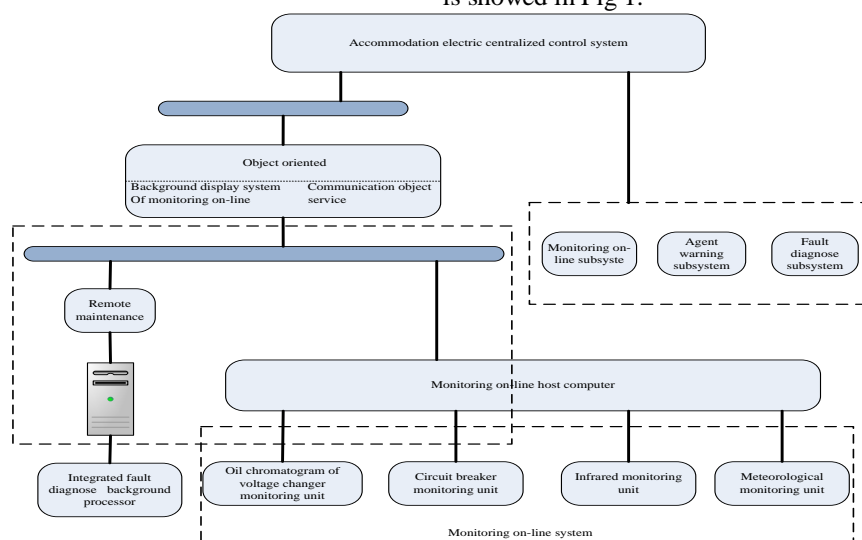 is showed in Fig 1.
Accommodation electric centralized control system
Object oriented
Background display system
Of monitoring on-line
Communication object
service
Monitoring on-
line subsyste
Agent
warning
subsystem
Fault
diagnose
subsystem
Remote
maintenance
Monitoring on-line host computer
Integrated fault
diagnose background
processor
Oil chromatogram of
voltage changer
monitoring unit
Circuit breaker
monitoring unit
Infrared monitoring
unit
Meteorological
monitoring unit
Monitoring on-line system